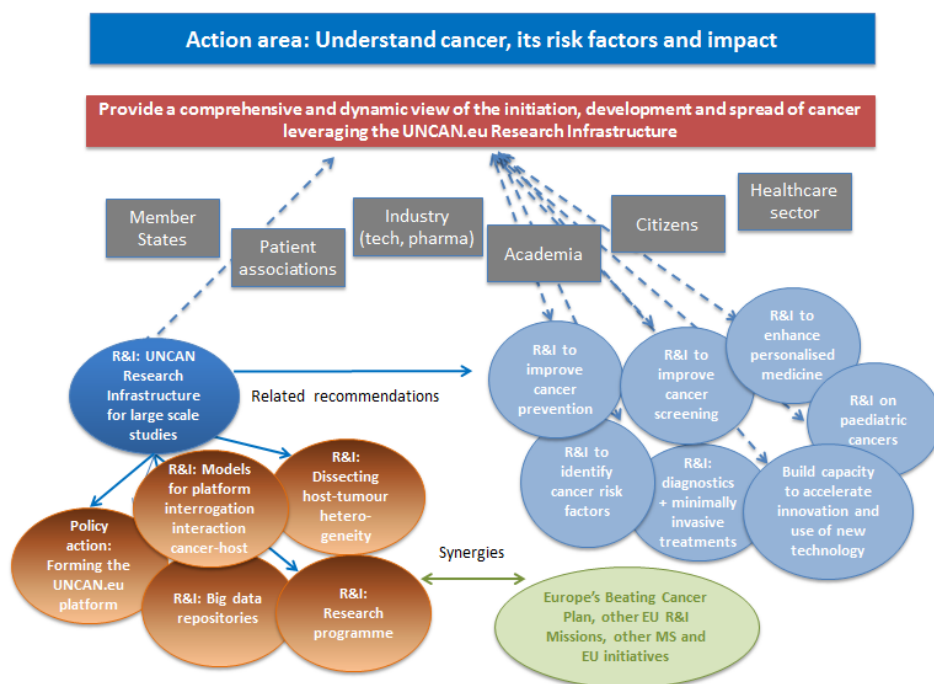 Action area: Understand cancer, its risk factors and impact
Provide a comprehensive and dynamic view of the initiation, development and spread of cancer
leveraging the UNCAN.eu Research Infrastructure
Member
States
Patient
associations
Industry
(tech, pharma)
Academia
Citizens
Healthcare
sector
R&I: UNCAN
Research
Infrastructure
for large scale
studies
Related recommendations
R&I to
improve
cancer
prevention
R&I to
improve
cancer
screening
R&I to
enhance
personalised
medicine
R&I on
paediatric
cancers
R&I to
identify
cancer risk
factors
R&I:
diagnostics
+ minimally
invasive
treatments
Build capacity
to accelerate
innovation and
use of new
technology
Policy
action:
Forming the
UNCAN.eu
platform
R&I: Models
for platform
interrogation
interaction
cancer-host
R&I:
Dissecting
host-tumour
hetero-
geneity
R&I: Big data
repositories
R&I:
Research
programme
Synergies
Europe's Beating Cancer
Plan, other EU R&I
Missions, other MS and
EU initiatives